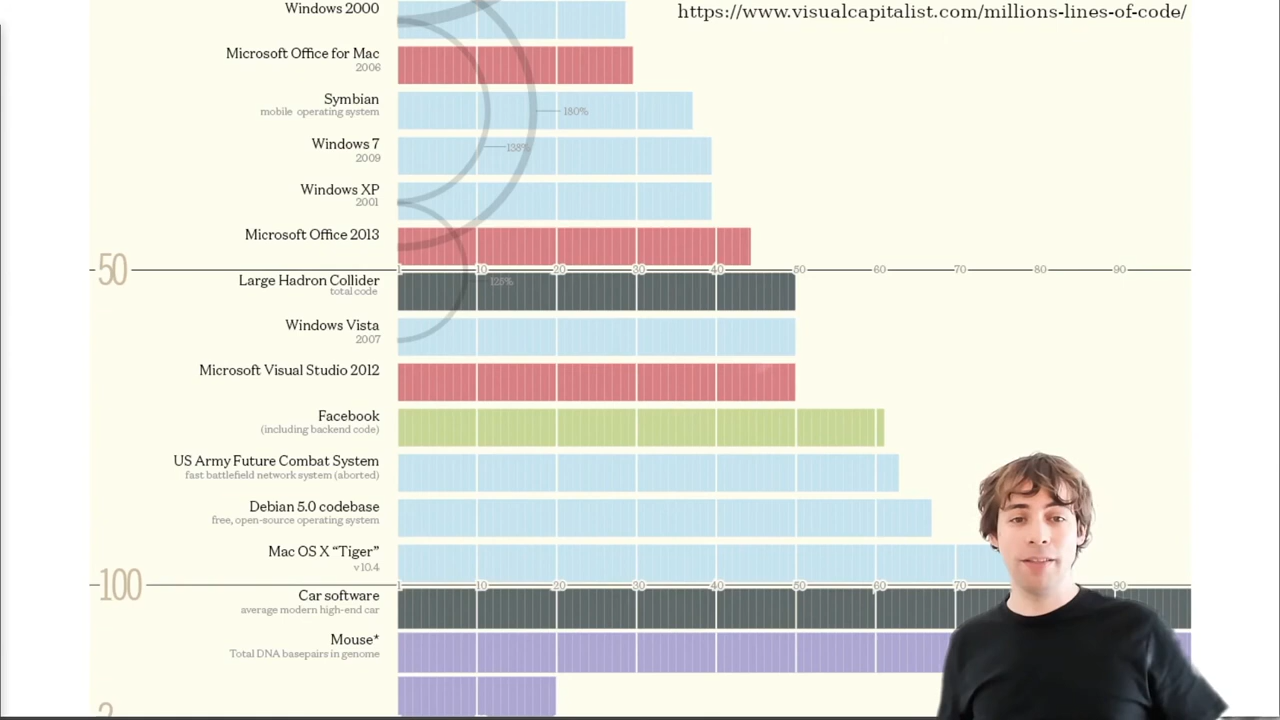 Windows 2000
https://www.visualcapitalist.com/millions-lines-of-code/
Microsoft Office for Mac
2006
Symbian
mobile operating system
180%
Windows 7
2009
138%
Windows XP
2001
Microsoft Office 2013
50
1 10 20 30 40 50 60 70 80 90
Large Hadron Collider
total code
125%
Windows Vista
2007
Microsoft Visual Studio 2012
Facebook
(including backend code)
US Army Future Combat System
fast battlefield network system (aborted)
Debian 5.0 codebase
free, open-source operating system
Mac OS X “Tiger”
v 10.4
100
1 10 20 30 40 50 60 70 90
Car software
average modern high-end car
Mouse*
Total DNA basepairs in genome